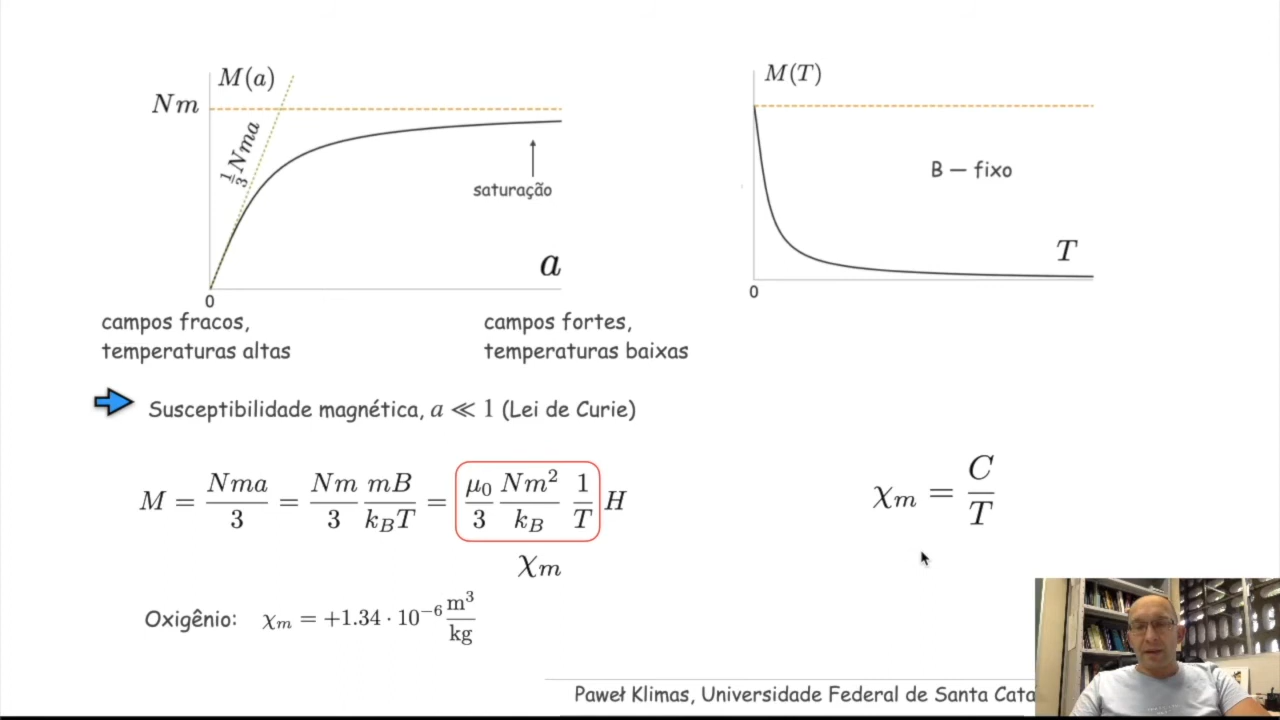 M(a)
Nm
1/3 Nma
saturação
a
0
campos fracos,
temperaturas altas
campos fortes,
temperaturas baixas
M(T)
B — fixo
T
0
Susceptibilidade magnética, a ≪ 1 (Lei de Curie)
M = Nma/3 = Nm/3 mB/k_BT = μ₀/3 Nm²/k_B 1/T H
χₘ
χₘ = C/T
Oxigênio: χₘ = +1.34 · 10⁻⁶ m³/kg
Paweł Klimas, Universidade Federal de Santa Cata